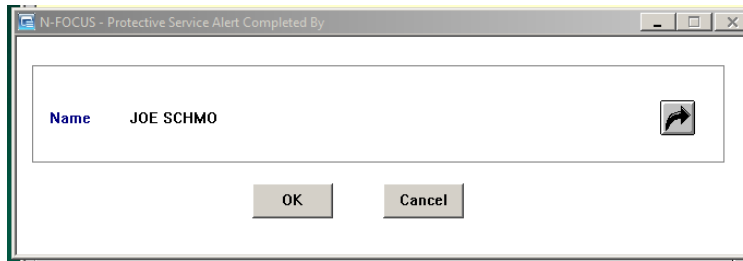 N-FOCUS - Protective Service Alert Completed By
Name JOE SCHMO
OK Cancel